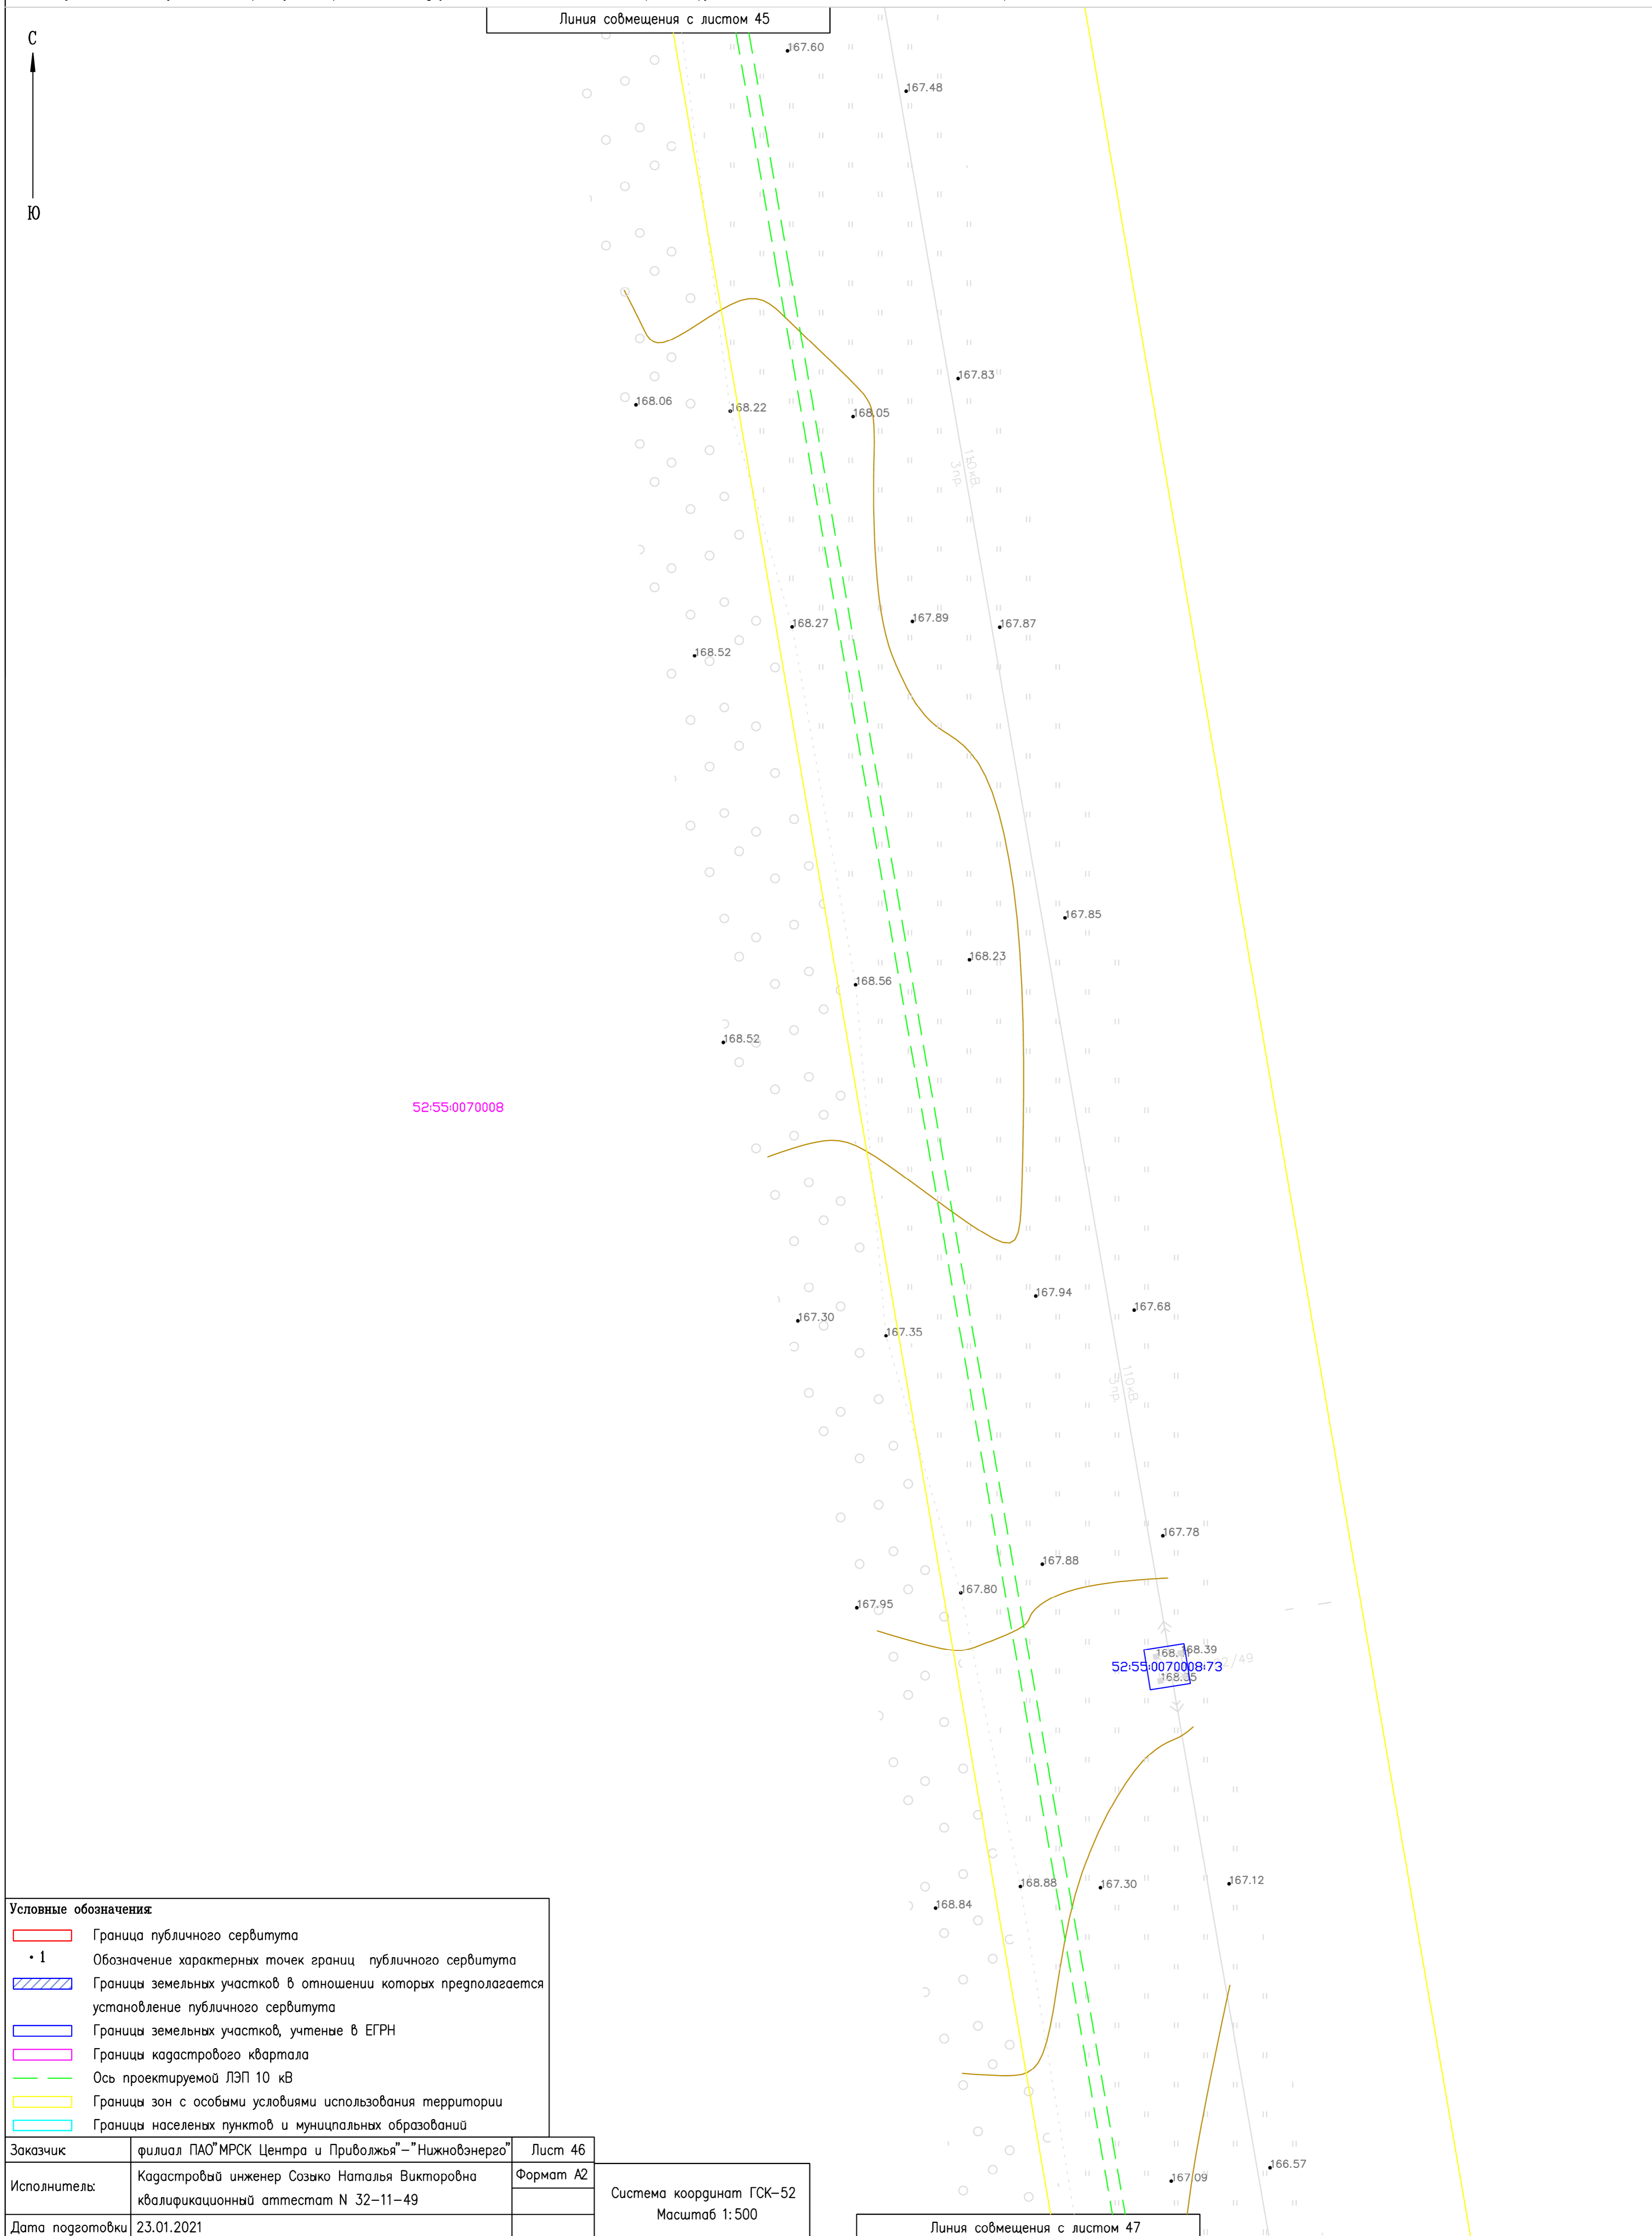 Линия совмещения с листом 45
С
Ю
167.60
167.48
167.83
168.06
168.22
168.05
110кВ.
3пр.
168.27
167.89
167.87
168.52
167.85
168.23
168.56
168.52
52:55:0070008
167.94
167.68
167.30
167.35
110кВ.
3пр.
167.78
167.88
167.80
167.95
168.39
52:55:0070008:73
168.88
167.30
167.12
168.84
166.57
167.09
Условные обозначения:
Граница публичного сервитута
• 1 Обозначение характерных точек границ публичного сервитута
Границы земельных участков в отношении которых предполагается
установление публичного сервитута
Границы земельных участков, учтеные в ЕГРН
Границы кадастрового квартала
Ось проектируемой ЛЭП 10 кВ
Границы зон с особыми условиями использования территории
Границы населеных пунктов и муницпальных образований
Заказчик: филиал ПАО"МРСК Центра и Приволжья"-"Нижновэнерго" Лист 46
Исполнитель: Кадастровый инженер Созыко Наталья Викторовна Формат А2
квалификационный аттестат N 32-11-49
Система координат ГСК-52
Масштаб 1:500
Дата подготовки 23.01.2021
Линия совмещения с листом 47